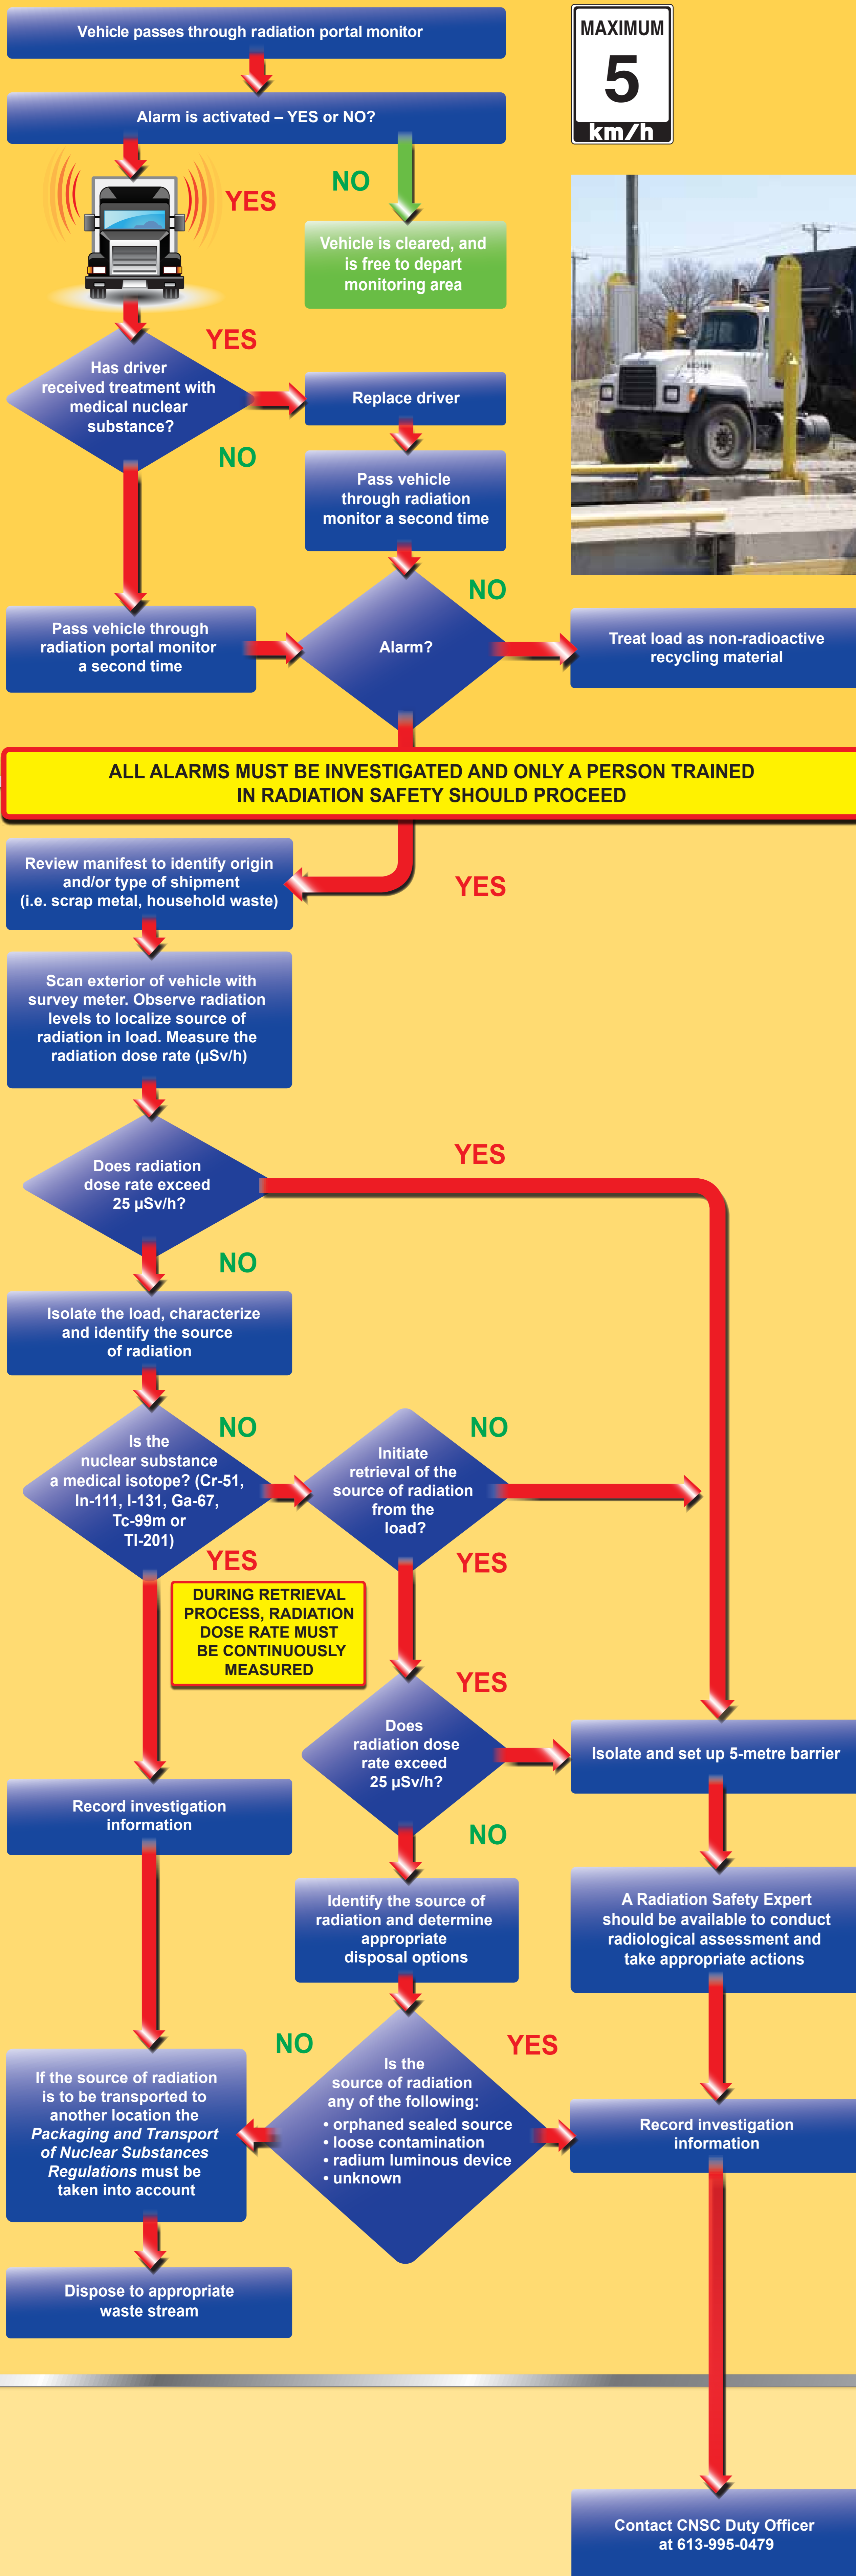 Vehicle passes through radiation portal monitor
MAXIMUM
5
km/h
Alarm is activated – YES or NO?
YES
NO
Vehicle is cleared, and
is free to depart
monitoring area
YES
Has driver
received treatment with
medical nuclear
substance?
Replace driver
NO
Pass vehicle
through radiation
monitor a second time
NO
Pass vehicle through
radiation portal monitor
a second time
Alarm?
Treat load as non-radioactive
recycling material
ALL ALARMS MUST BE INVESTIGATED AND ONLY A PERSON TRAINED
IN RADIATION SAFETY SHOULD PROCEED
Review manifest to identify origin
and/or type of shipment
(i.e. scrap metal, household waste)
YES
Scan exterior of vehicle with
survey meter. Observe radiation
levels to localize source of
radiation in load. Measure the
radiation dose rate (µSv/h)
YES
Does radiation
dose rate exceed
25 µSv/h?
NO
Isolate the load, characterize
and identify the source
of radiation
NO
Is the
nuclear substance
a medical isotope? (Cr-51,
In-111, I-131, Ga-67,
Tc-99m or
Tl-201)
NO
Initiate
retrieval of the
source of radiation
from the
load?
YES
YES
DURING RETRIEVAL
PROCESS, RADIATION
DOSE RATE MUST
BE CONTINUOUSLY
MEASURED
YES
Does
radiation dose
rate exceed
25 µSv/h?
Isolate and set up 5-metre barrier
Record investigation
information
NO
Identify the source of
radiation and determine
appropriate
disposal options
A Radiation Safety Expert
should be available to conduct
radiological assessment and
take appropriate actions
NO
YES
If the source of radiation
is to be transported to
another location the
Packaging and Transport
of Nuclear Substances
Regulations must be
taken into account
Is the
source of radiation
any of the following:
• orphaned sealed source
• loose contamination
• radium luminous device
• unknown
Record investigation
information
Dispose to appropriate
waste stream
Contact CNSC Duty Officer
at 613-995-0479